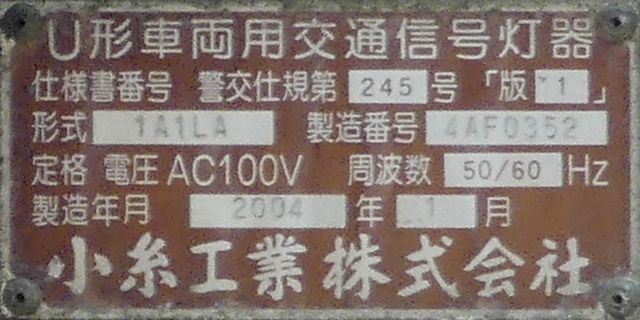 U形車両用交通信号灯器
仕様書番号 警交仕規第 245 号 「版 1 」
形式 1A1LA 製造番号 4AF0352
定格 電圧 AC100V 周波数 50/60 Hz
製造年月 2004 年 1 月
小糸工業株式会社